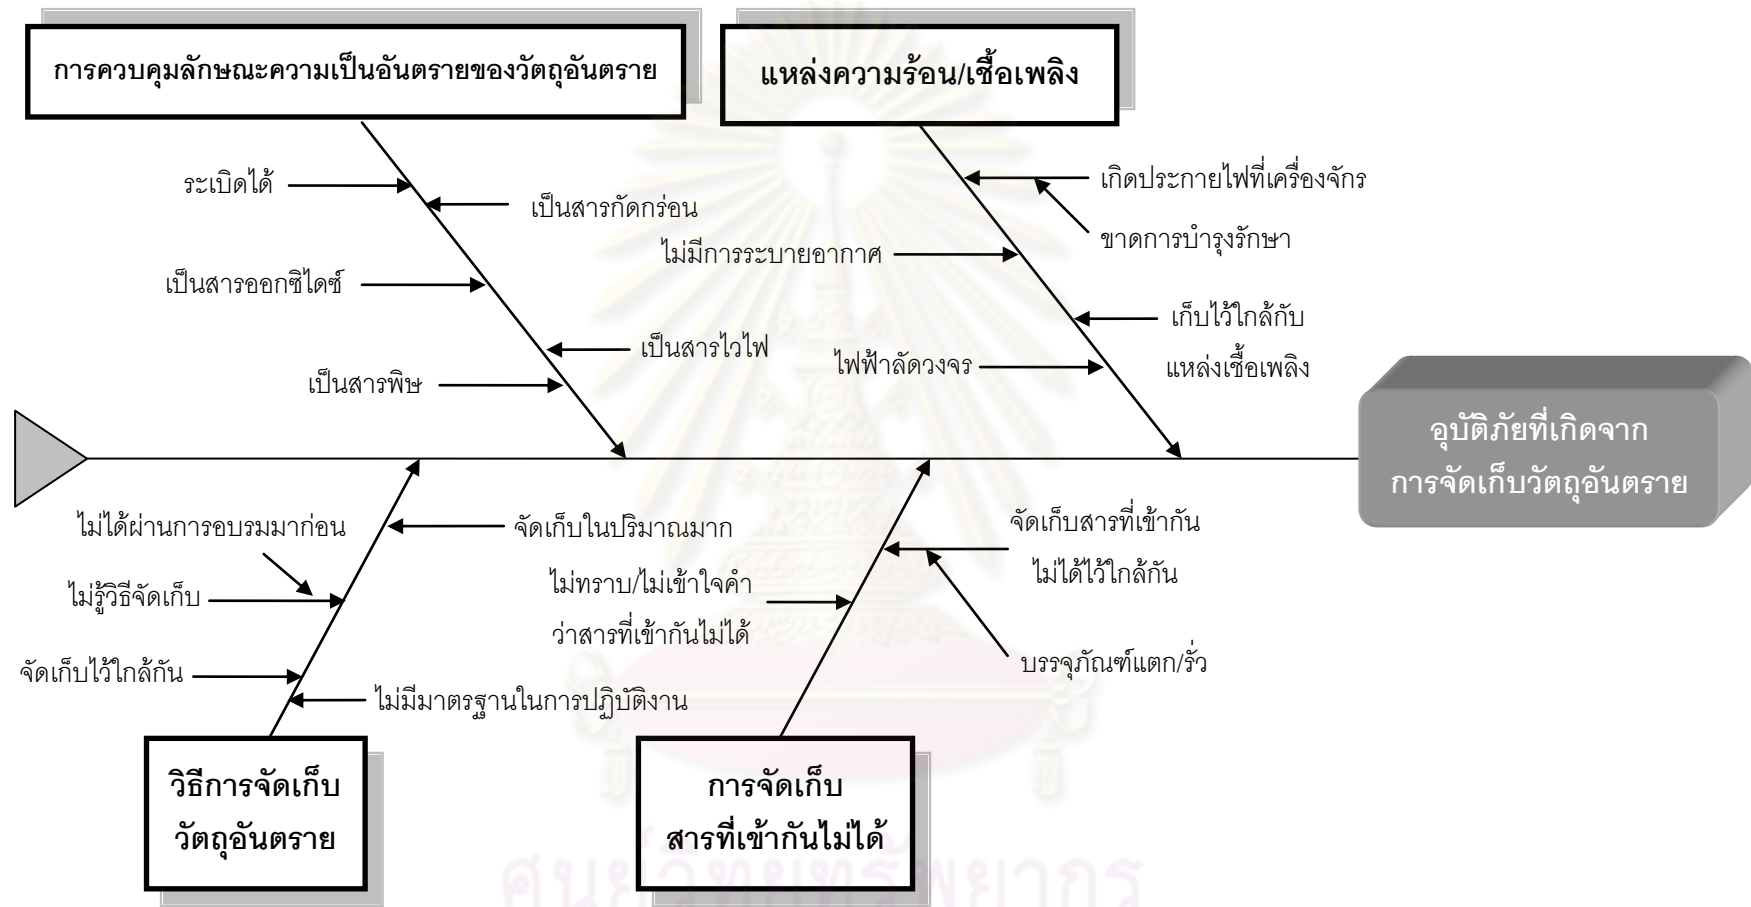 การควบคุมลักษณะความเป็นอันตรายของวัตถุอันตราย
แหล่งความร้อน/เชื้อเพลิง
ระเบิดได้
เป็นสารกัดกร่อน
เป็นสารออกซิไดซ์
เป็นสารไวไฟ
เป็นสารพิษ
เกิดประกายไฟที่เครื่องจักร
ขาดการบำรุงรักษา
ไม่มีการระบายอากาศ
เก็บไว้ใกล้กับ
แหล่งเชื้อเพลิง
ไฟฟ้าลัดวงจร
อุบัติภัยที่เกิดจาก
การจัดเก็บวัตถุอันตราย
ไม่ได้ผ่านการอบรมมาก่อน
จัดเก็บในปริมาณมาก
ไม่รู้วิธีจัดเก็บ
จัดเก็บไว้ใกล้กัน
ไม่มีมาตรฐานในการปฏิบัติงาน
จัดเก็บสารที่เข้ากัน
ไม่ได้ไว้ใกล้กัน
ไม่ทราบ/ไม่เข้าใจคำ
ว่าสารที่เข้ากันไม่ได้
บรรจุภัณฑ์แตก/รั่ว
วิธีการจัดเก็บ
วัตถุอันตราย
การจัดเก็บ
สารที่เข้ากันไม่ได้
ศูนย์วิทยทรัพยากร